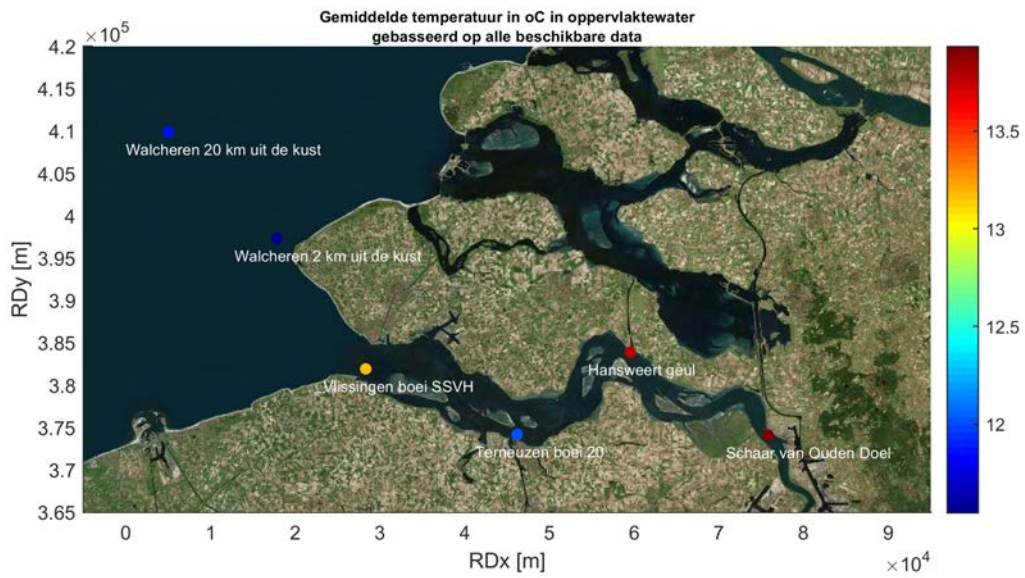 Gemiddelde temperatuur in oC in oppervlaktewater
gebasseerd op alle beschikbare data
×10⁵
4.2
4.15
4.1
4.05
4
3.95
3.9
3.85
3.8
3.75
3.7
3.65
RDy [m]
Walcheren 20 km uit de kust
Walcheren 2 km uit de kust
Vlissingen boei SSVH
Hansweert geul
Terneuzen boei 20
Schaar van Ouden Doel
0 1 2 3 4 5 6 7 8 9
RDx [m]
×10⁴
13.5
13
12.5
12